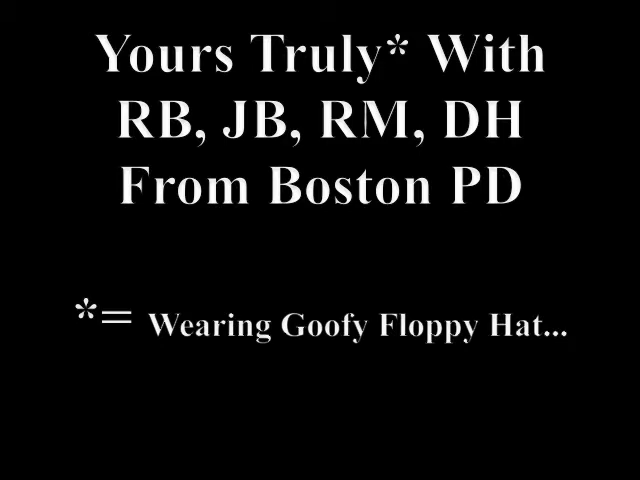 Yours Truly* With
RB, JB, RM, DH
From Boston PD
*= Wearing Goofy Floppy Hat...